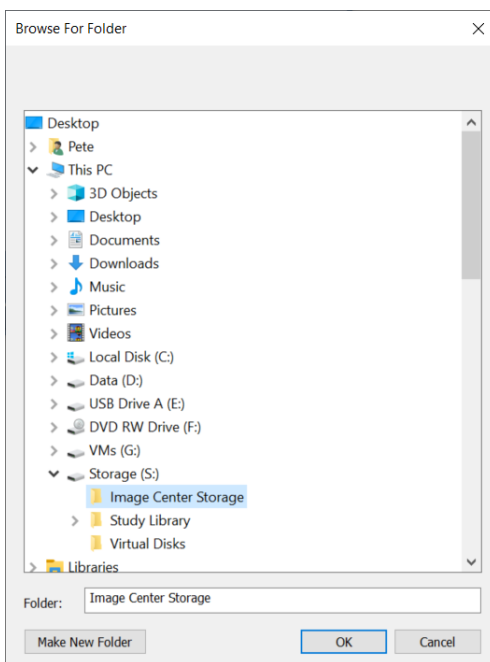 Browse For Folder
Desktop
Pete
This PC
3D Objects
Desktop
Documents
Downloads
Music
Pictures
Videos
Local Disk (C:)
Data (D:)
USB Drive A (E:)
DVD RW Drive (F:)
VMs (G:)
Storage (S:)
Image Center Storage
Study Library
Virtual Disks
Libraries
Folder: Image Center Storage
Make New Folder OK Cancel